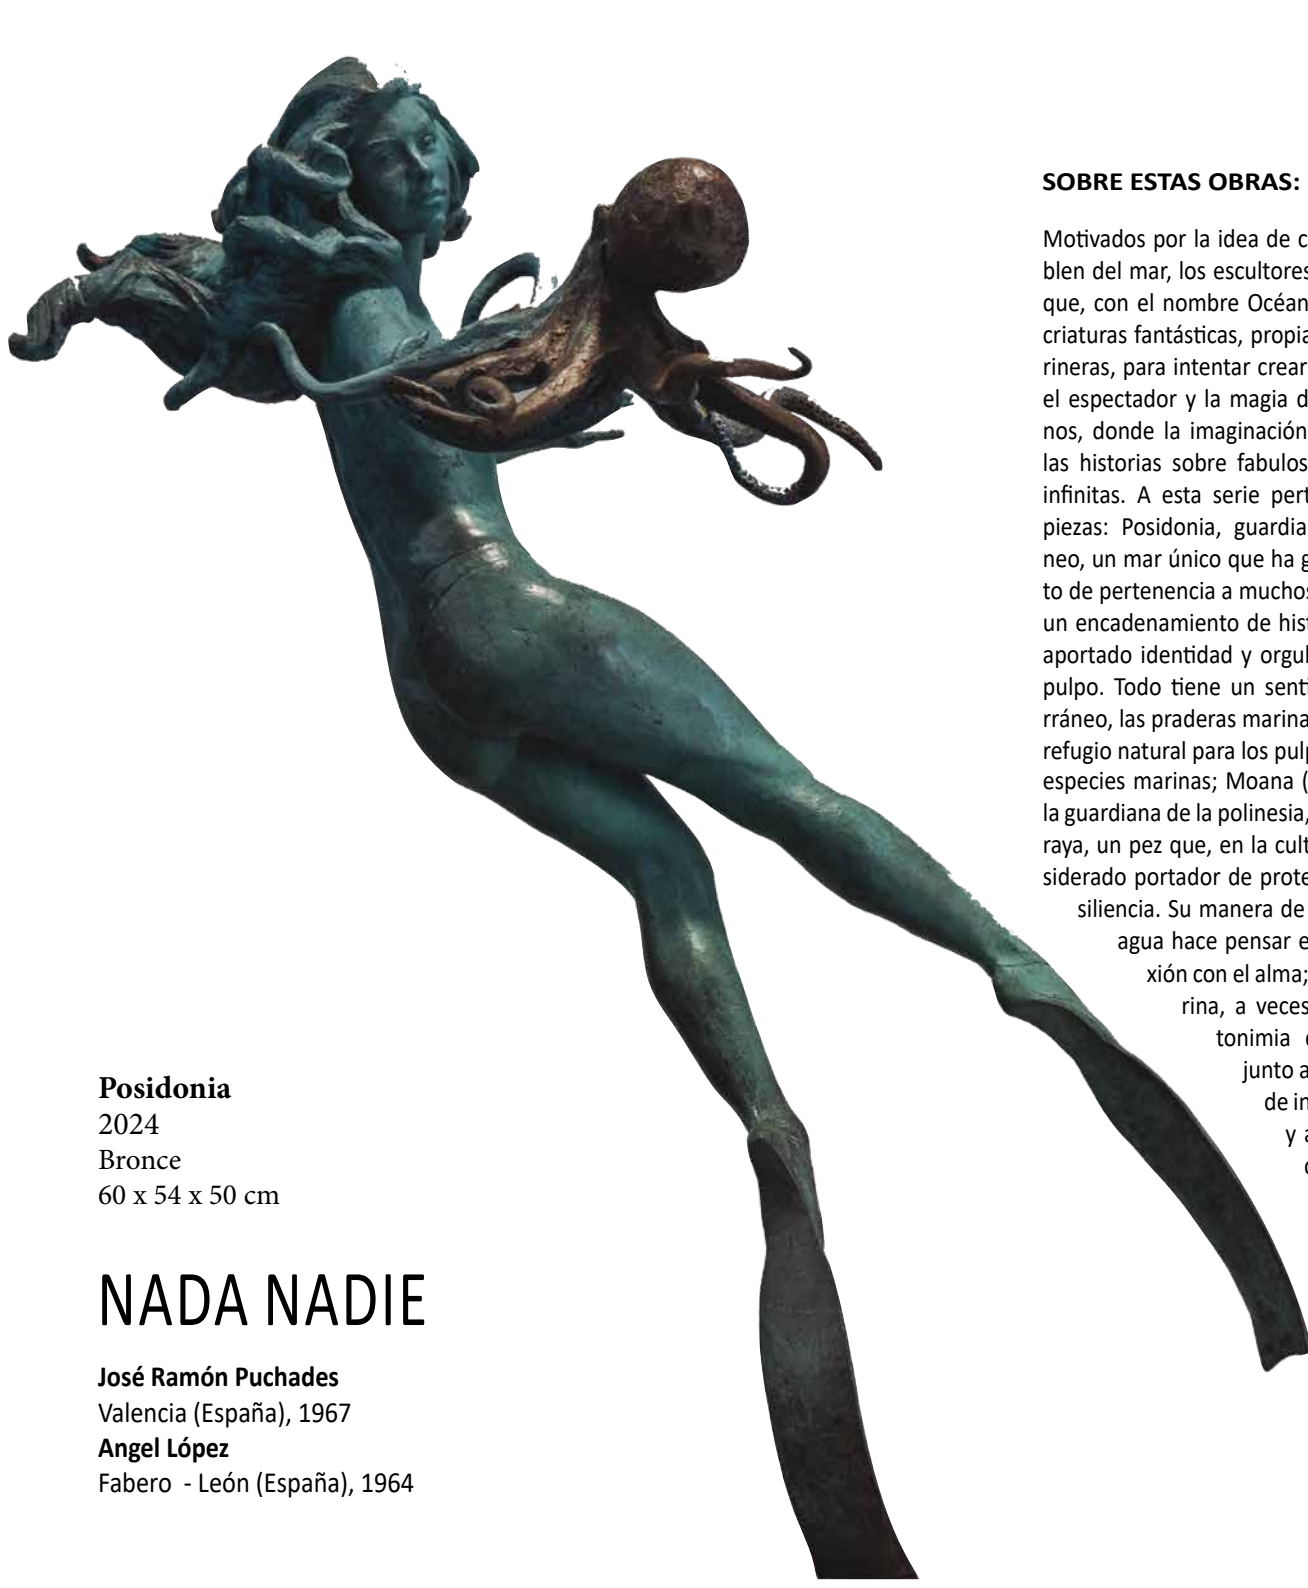 SOBRE ESTAS OBRAS:
Motivados por la idea de c
blen del mar, los escultores
que, con el nombre Océan
criaturas fantásticas, propia
rineras, para intentar crear
el espectador y la magia d
nos, donde la imaginación
las historias sobre fabulos
infinitas. A esta serie pert
piezas: Posidonia, guardia
neo, un mar único que ha g
to de pertenencia a muchos
un encadenamiento de hist
aportado identidad y orgul
pulpo. Todo tiene un senti
rráneo, las praderas marina
refugio natural para los pulp
especies marinas; Moana (
la guardiana de la polinesia,
raya, un pez que, en la cult
siderado portador de prote
siliencia. Su manera de
agua hace pensar e
xión con el alma;
rina, a veces
tonimia
junto a
de in
y a
Posidonia
2024
Bronce
60 x 54 x 50 cm
NADA NADIE
José Ramón Puchades
Valencia (España), 1967
Angel López
Fabero - León (España), 1964